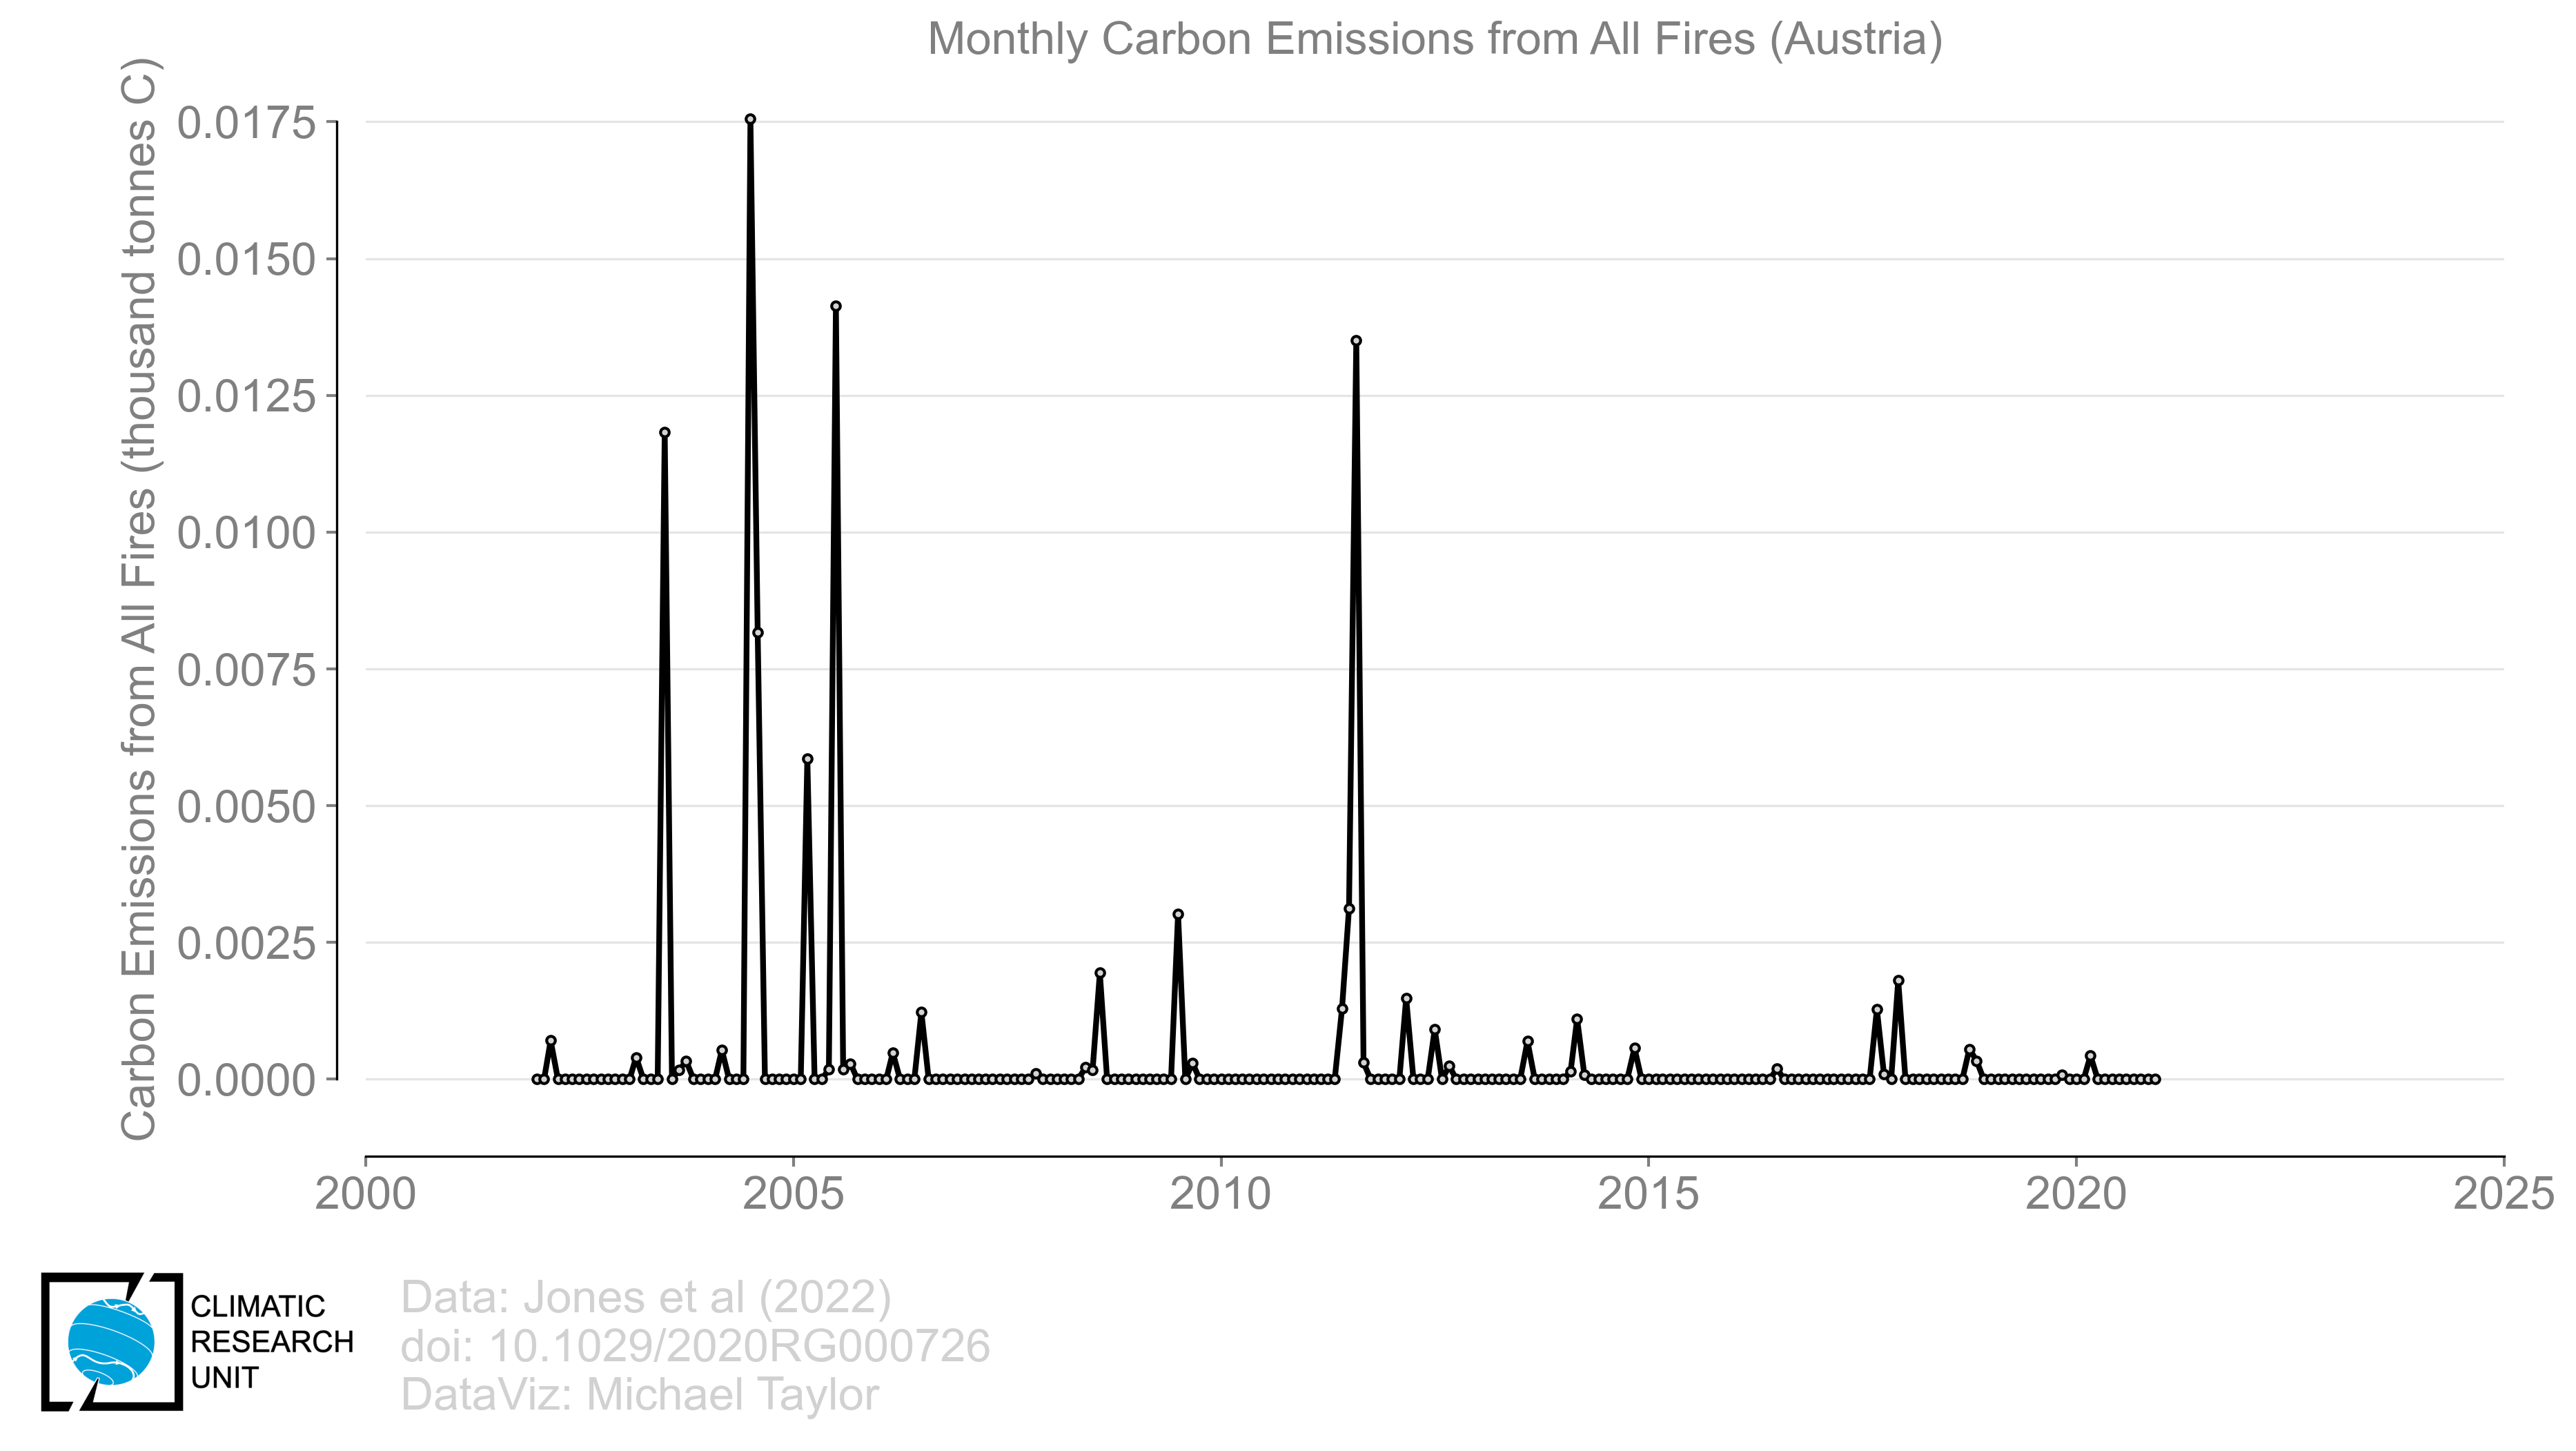 Monthly Carbon Emissions from All Fires (Austria)
Carbon Emissions from All Fires (thousand tonnes C)
0.0175
0.0150
0.0125
0.0100
0.0075
0.0050
0.0025
0.0000
2000
2005
2010
2015
2020
2025
CLIMATIC
RESEARCH
UNIT
Data: Jones et al (2022)
doi: 10.1029/2020RG000726
DataViz: Michael Taylor